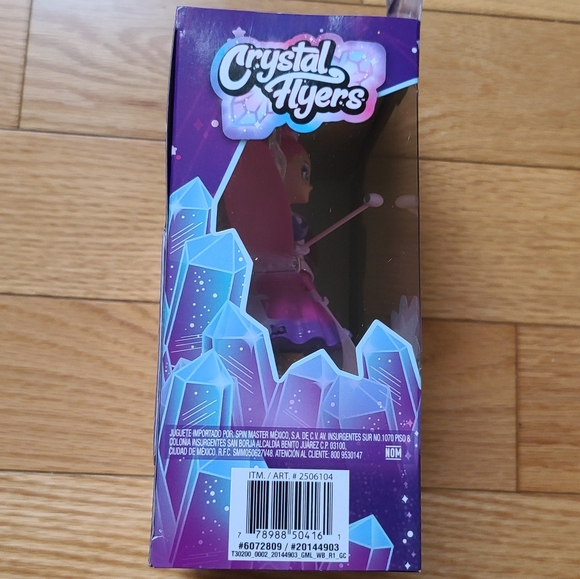 Crystal
Flyers
JUGUETE IMPORTADO POR: SPIN MASTER MÉXICO, S.A. DE C.V. AV. INSURGENTES SUR NO.1070 PISO 8
COLONIA INSURGENTES SAN BORJA ALCALDÍA BENITO JUÁREZ C.P. 03100,
CIUDAD DE MÉXICO, R.F.C. SMM050627V48. ATENCIÓN AL CLIENTE: 800 9530147
NOM
ITM. / ART. # 2506104
7 78988 50416 1
#6072809 / #20144903
T30200_0002_20144903_GML_WB_R1_GC